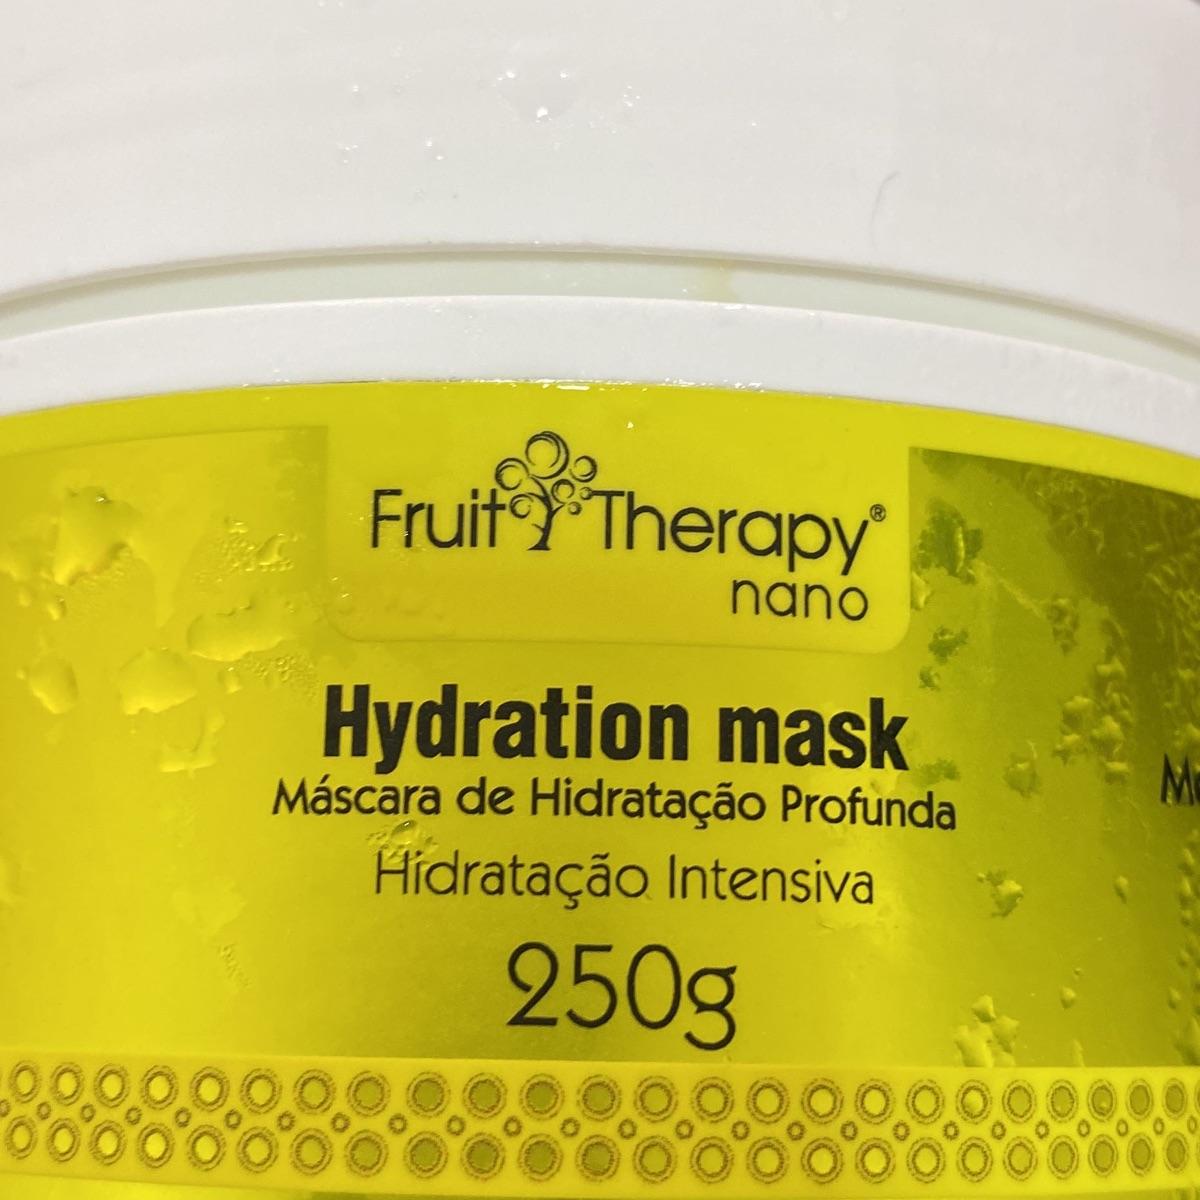 Fruit Therapy®
nano
Hydration mask
Máscara de Hidratação Profunda
Hidratação Intensiva
250g